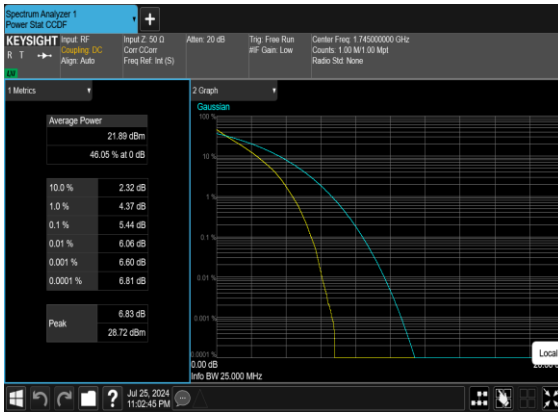 Spectrum Analyzer 1
Power Stat CCDF
KEYSIGHT
R T
LM
Input: RF
Coupling: DC
Align: Auto
Input Z: 50 Ω
Corr CCorr
Freq Ref: Int (S)
Atten: 20 dB
Trig: Free Run
#IF Gain: Low
Center Freq: 1.745000000 GHz
Counts: 1.00 M/1.00 Mpt
Radio Std: None
1 Metrics
Average Power
21.89 dBm
46.05 % at 0 dB
10.0 % 2.32 dB
1.0 % 4.37 dB
0.1 % 5.44 dB
0.01 % 6.06 dB
0.001 % 6.60 dB
0.0001 % 6.81 dB
Peak
6.83 dB
28.72 dBm
2 Graph
Gaussian
100 %
10 %
1 %
0.1 %
0.01 %
0.001 %
0.0001 %
0.00 dB
Info BW 25.000 MHz
Local
Jul 25, 2024
11:02:45 PM